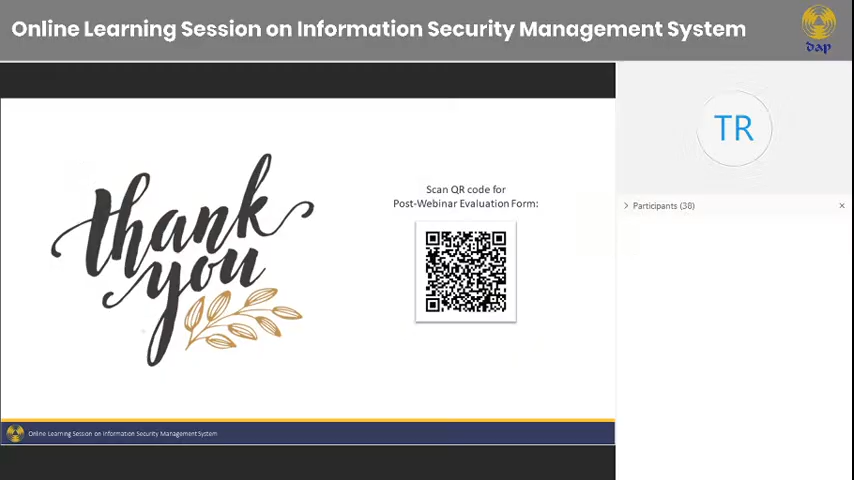 Online Learning Session on Information Security Management System
dap
TR
Participants (38)
thank
you
Scan QR code for
Post-Webinar Evaluation Form:
Online Learning Session on Information Security Management System